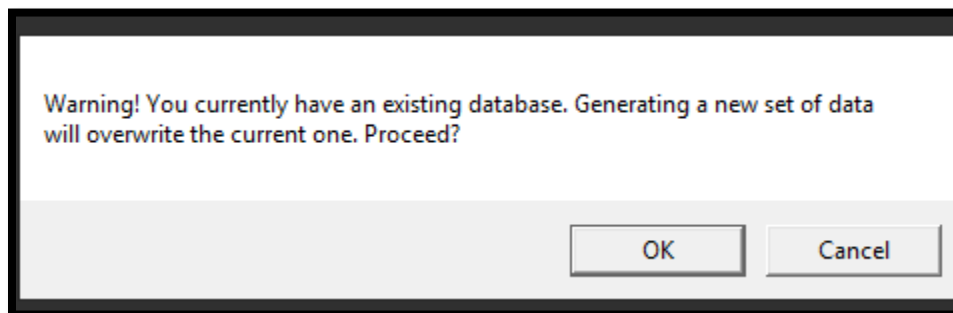 Warning! You currently have an existing database. Generating a new set of data
will overwrite the current one. Proceed?
OK
Cancel